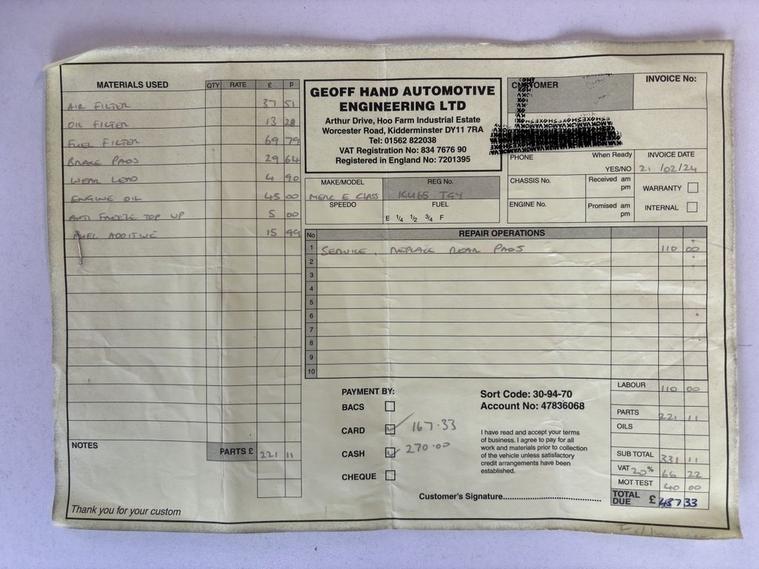 MATERIALS USED QTY RATE £ P
AIR FILTER 37 51
OIL FILTER 13 28
FUEL FILTER 69 79
BRAKE PADS 29 64
WEAR LEAD 4 90
ENGINE OIL 45 00
ANTI FREEZE TOP UP 5 00
FUEL ADDITIVE 15 99
NOTES PARTS £ 221 11
Thank you for your custom
GEOFF HAND AUTOMOTIVE
ENGINEERING LTD
Arthur Drive, Hoo Farm Industrial Estate
Worcester Road, Kidderminster DY11 7RA
Tel: 01562 822038
VAT Registration No: 834 7676 90
Registered in England No: 7201395
CUSTOMER
INVOICE No:
PHONE When Ready INVOICE DATE
YES/NO 21/02/24
MAKE/MODEL REG No.
MERC E CLASS
SPEEDO FUEL
E ¼ ½ ¾ F
CHASSIS No. Received am
pm
WARRANTY
ENGINE No. Promised am
pm
INTERNAL
No REPAIR OPERATIONS
1 SERVICE, REPLACE REAR PADS 110 00
2
3
4
5
6
7
8
9
10
PAYMENT BY:
BACS
CARD 167.33
CASH 270.00
CHEQUE
Sort Code: 30-94-70
Account No: 47836068
I have read and accept your terms
of business. I agree to pay for all
work and materials prior to collection
of the vehicle unless satisfactory
credit arrangements have been
established.
Customer's Signature
LABOUR 110 00
PARTS 221 11
OILS
SUB TOTAL 331 11
VAT 20% 66 22
MOT TEST 40 00
TOTAL
DUE £ 437 33